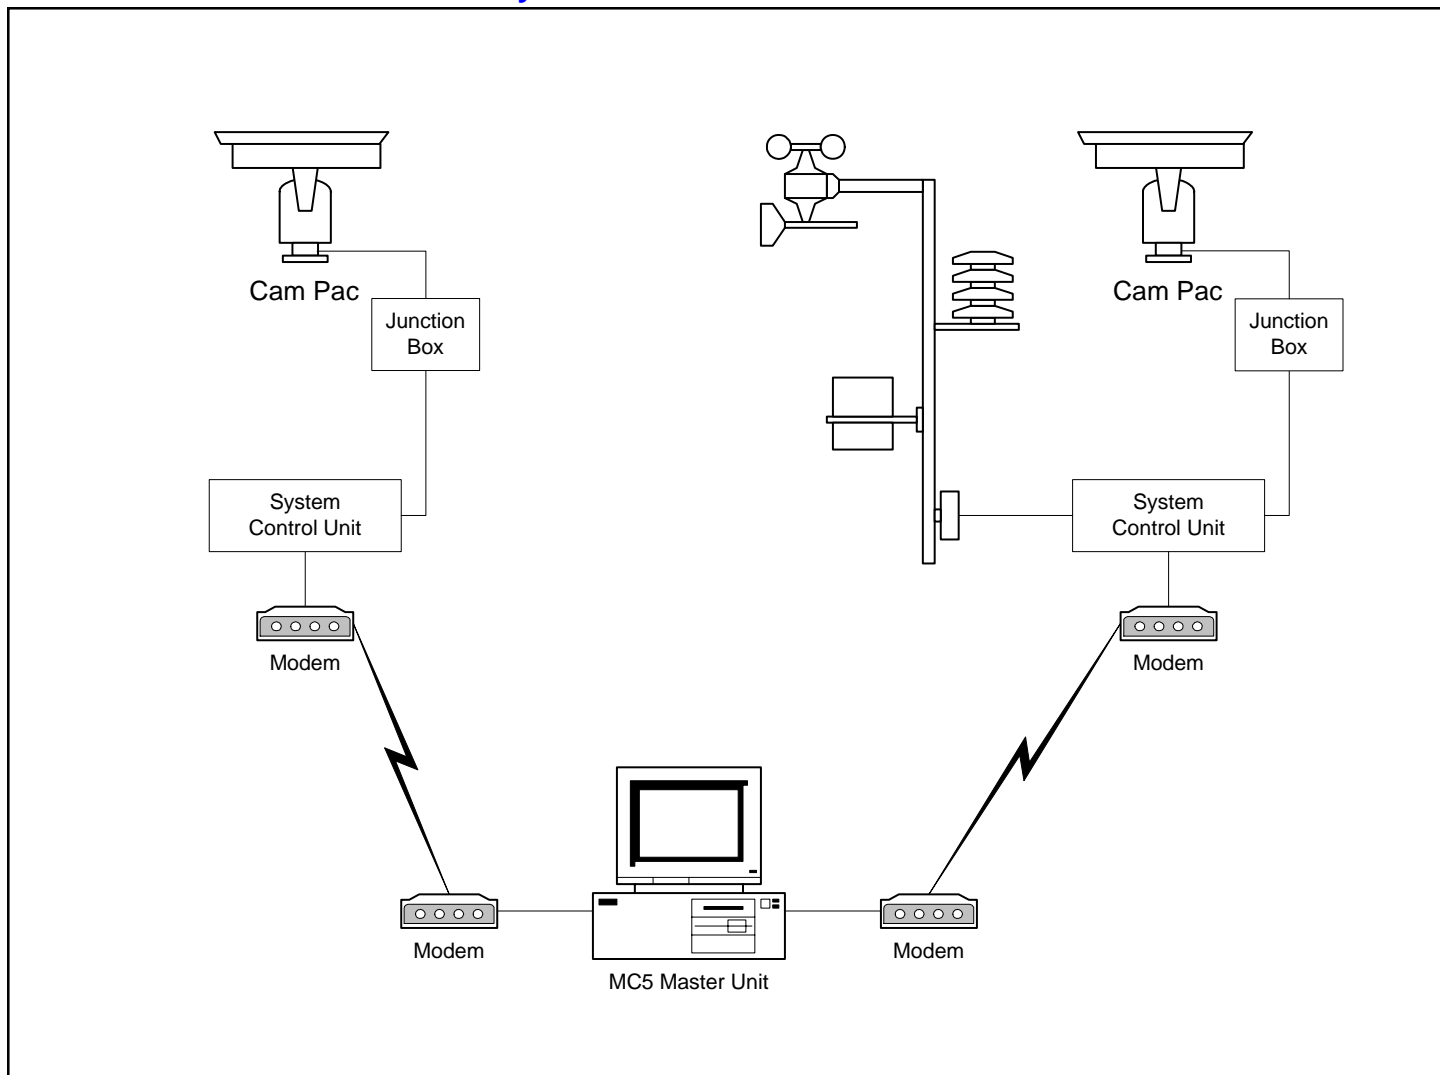 Cam Pac
Cam Pac
Junction
Box
Junction
Box
System
Control Unit
System
Control Unit
Modem
Modem
Modem
Modem
MC5 Master Unit